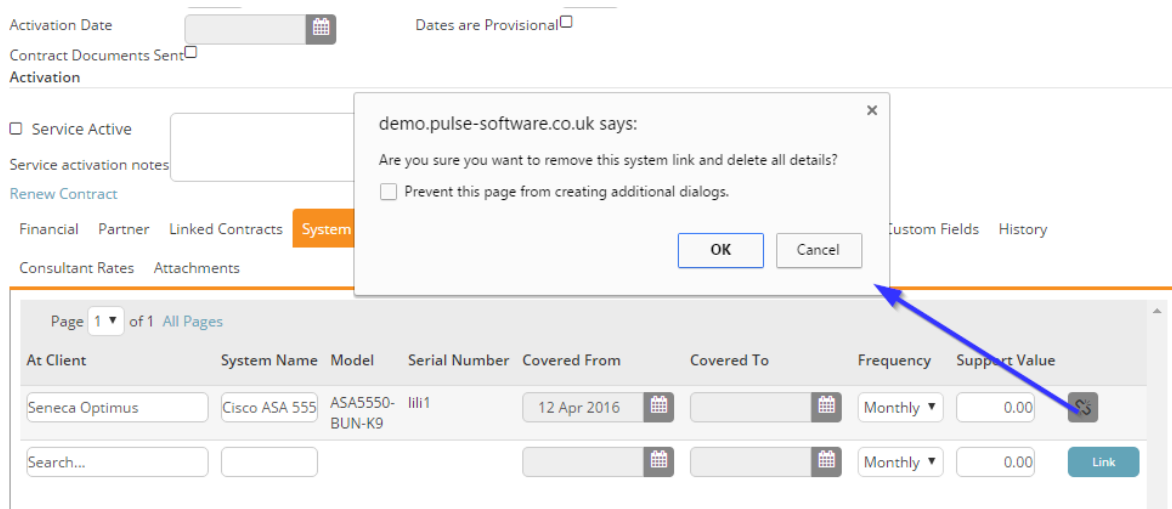 Activation Date
Dates are Provisional
Contract Documents Sent
Activation
demo.pulse-software.co.uk says:
Are you sure you want to remove this system link and delete all details?
Prevent this page from creating additional dialogs.
OK Cancel
Service Active
Service activation notes
Renew Contract
Financial Partner Linked Contracts System Custom Fields History
Consultant Rates Attachments
Page 1 of 1 All Pages
At Client System Name Model Serial Number Covered From Covered To Frequency Support Value
Seneca Optimus Cisco ASA 555 ASA5550-BUN-K9 lili1 12 Apr 2016 Monthly 0.00
Search... Monthly 0.00 Link